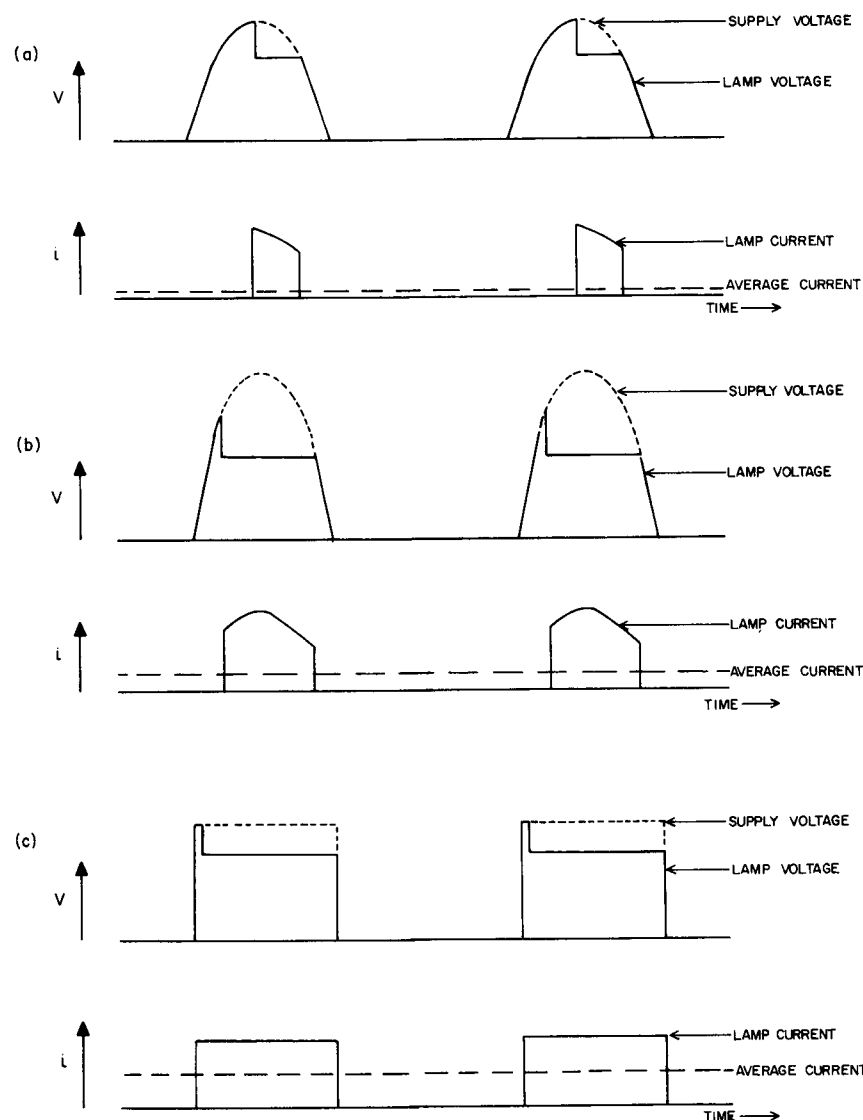 (a)
SUPPLY VOLTAGE
V
LAMP VOLTAGE
i
LAMP CURRENT
AVERAGE CURRENT
TIME
(b)
SUPPLY VOLTAGE
V
LAMP VOLTAGE
i
LAMP CURRENT
AVERAGE CURRENT
TIME
(c)
SUPPLY VOLTAGE
V
LAMP VOLTAGE
i
LAMP CURRENT
AVERAGE CURRENT
TIME